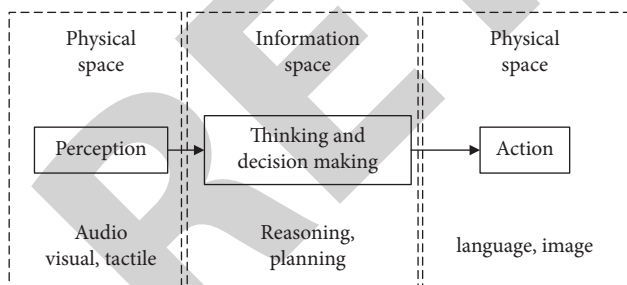 Physical
space
Information
space
Physical
space
Perception
Thinking and
decision making
Action
Audio
visual, tactile
Reasoning,
planning
language, image